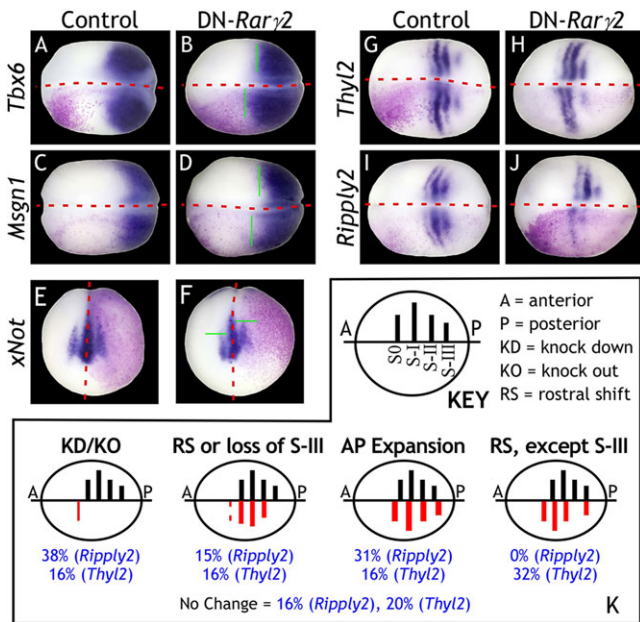 Control DN-Rarγ2 Control DN-Rarγ2
A B G H
Tbx6 Thyl2
C D I J
Msgn1 Ripply2
E F
xNot
A P
S0 S-I S-II S-III
KEY
A = anterior
P = posterior
KD = knock down
KO = knock out
RS = rostral shift
KD/KO RS or loss of S-III AP Expansion RS, except S-III
A P A P A P A P
38% (Ripply2) 15% (Ripply2) 31% (Ripply2) 0% (Ripply2)
16% (Thyl2) 16% (Thyl2) 16% (Thyl2) 32% (Thyl2)
No Change = 16% (Ripply2), 20% (Thyl2)
K